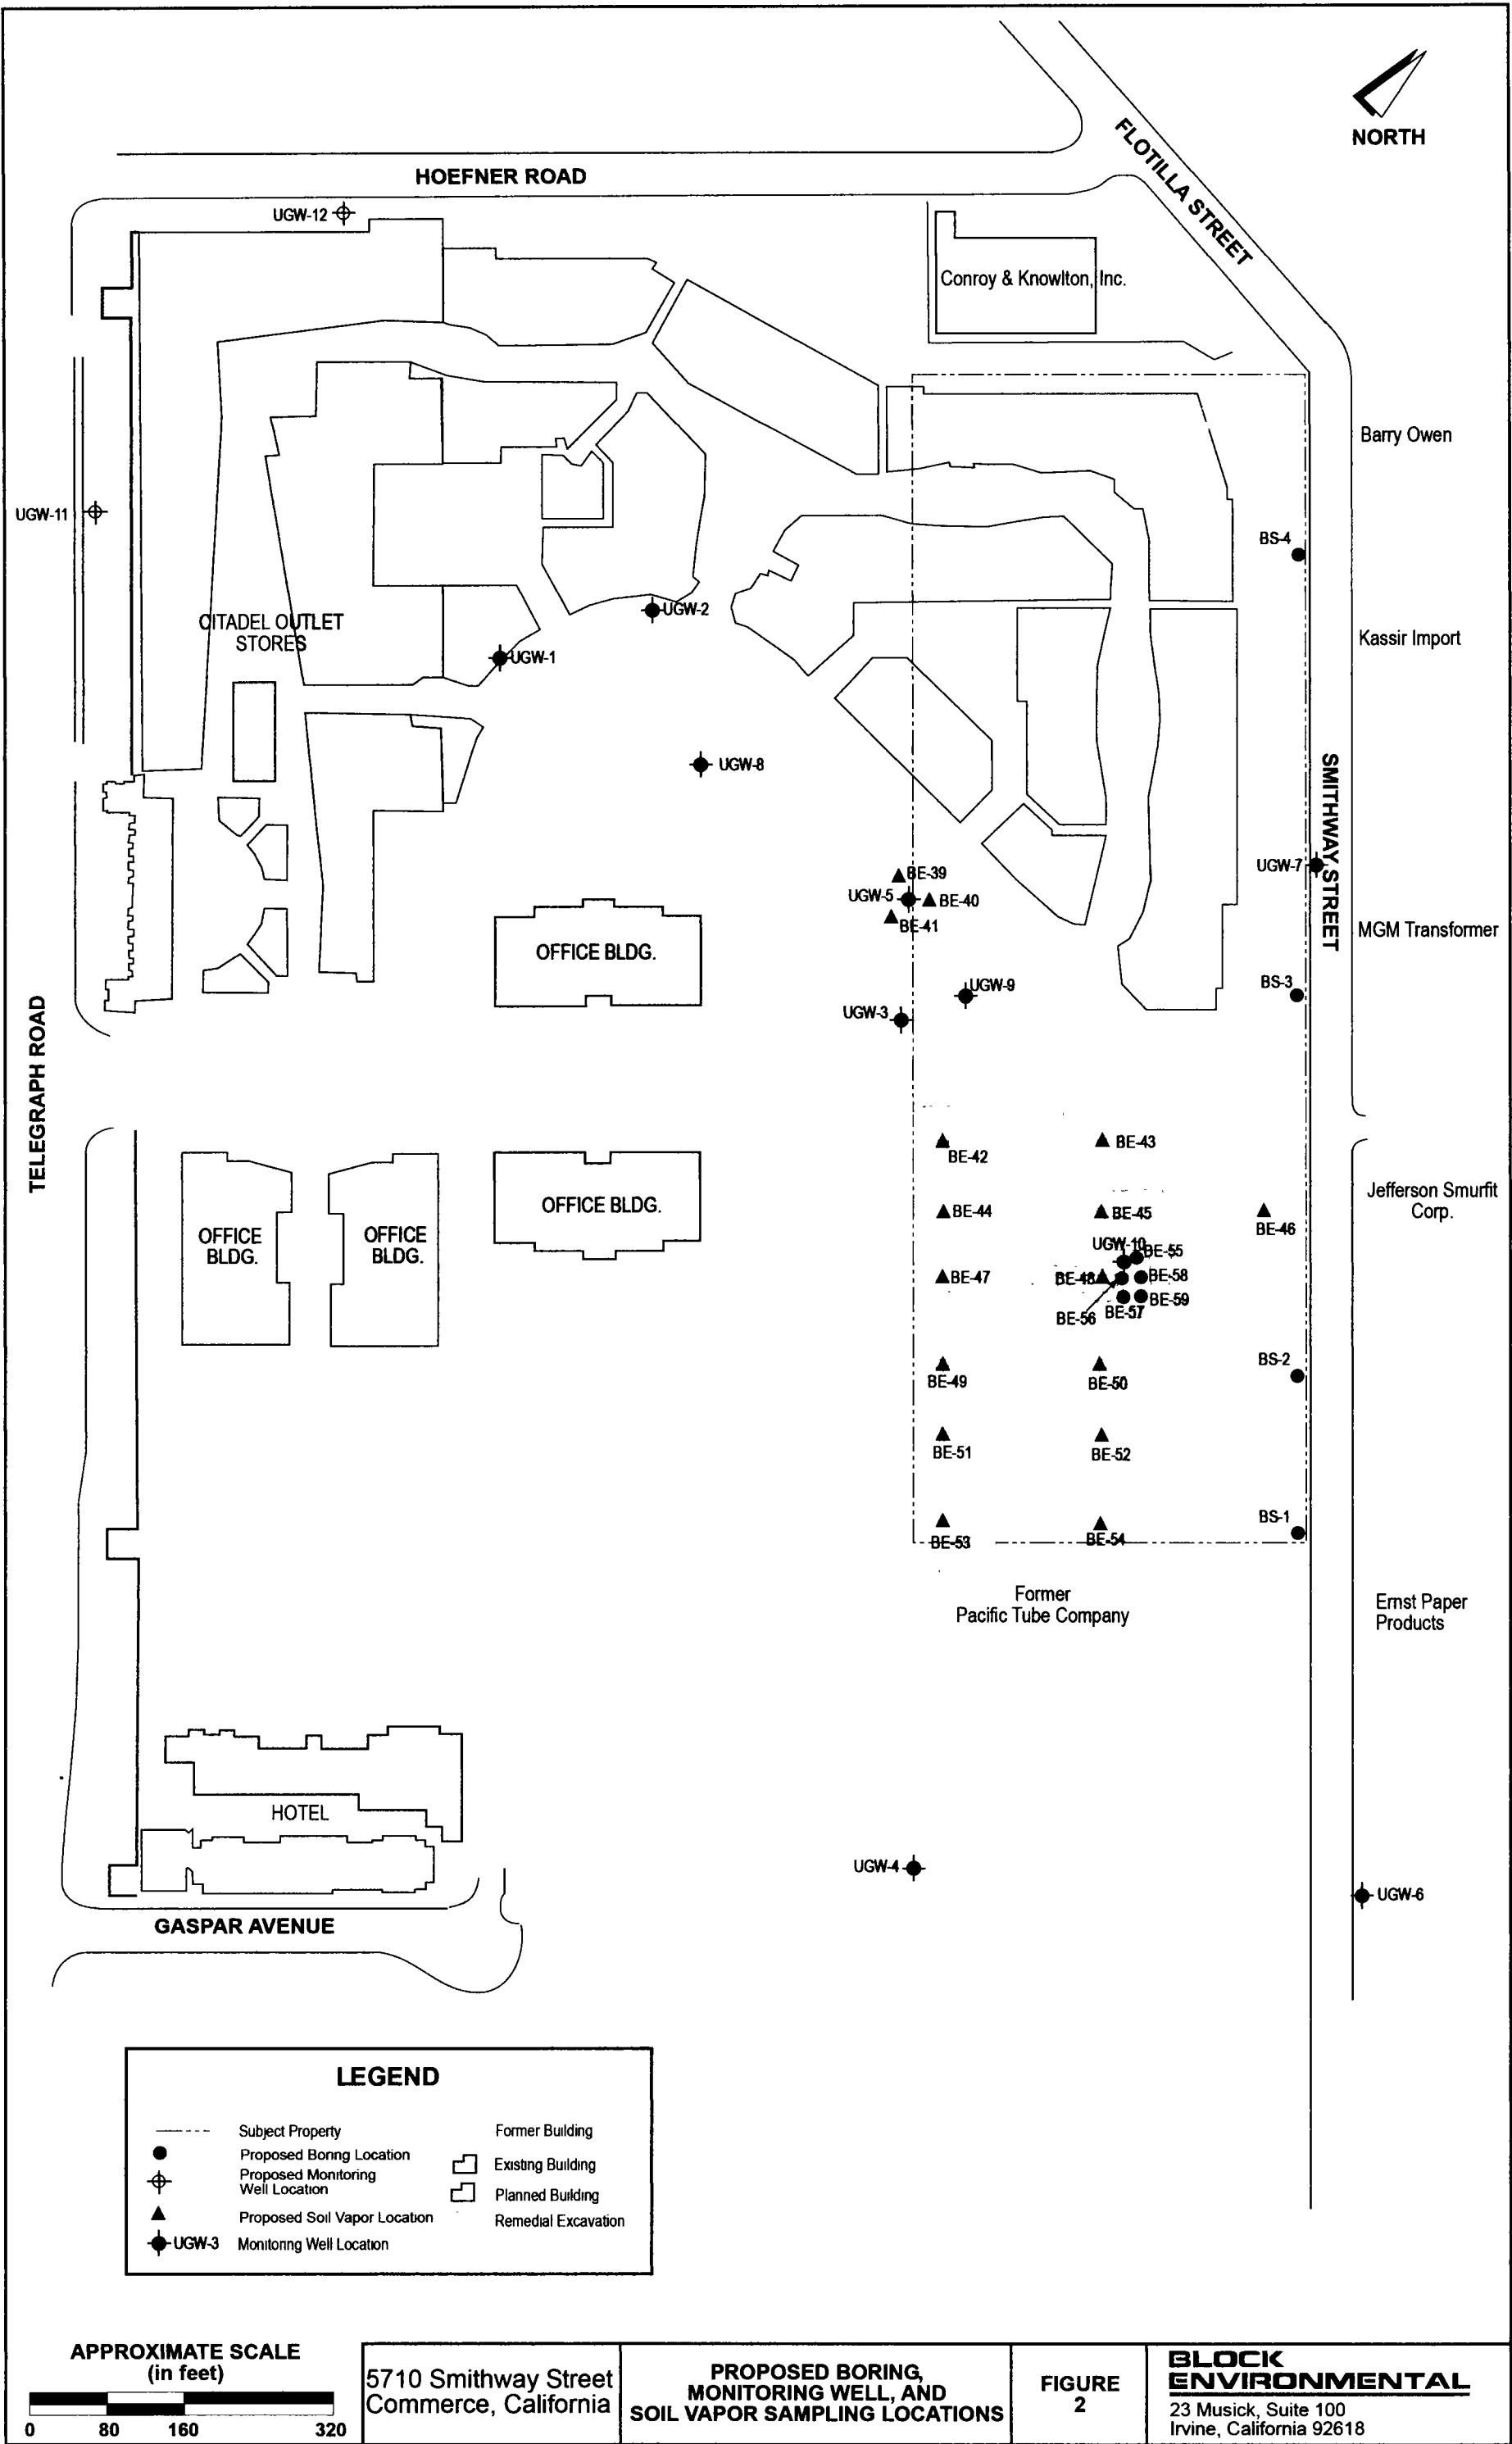 NORTH
HOEFNER ROAD
FLOTILLA STREET
UGW-12
Conroy & Knowlton, Inc.
Barry Owen
UGW-11
BS-4
CITADEL OUTLET
STORES
UGW-2
UGW-1
Kassir Import
UGW-8
SMITHWAY STREET
UGW-7
BE-39
UGW-5
BE-40
BE-41
MGM Transformer
OFFICE BLDG.
UGW-9
BS-3
UGW-3
TELEGRAPH ROAD
BE-42
BE-43
Jefferson Smurfit
Corp.
OFFICE BLDG.
BE-44
BE-45
BE-46
OFFICE
BLDG.
OFFICE
BLDG.
UGW-10
BE-55
BE-47
BE-48
BE-58
BE-59
BE-56
BE-57
BS-2
BE-49
BE-50
BE-51
BE-52
BS-1
BE-53
BE-54
Former
Pacific Tube Company
Ernst Paper
Products
HOTEL
UGW-4
UGW-6
GASPAR AVENUE
LEGEND
Subject Property
Proposed Boring Location
Proposed Monitoring
Well Location
Proposed Soil Vapor Location
UGW-3 Monitoring Well Location
Former Building
Existing Building
Planned Building
Remedial Excavation
APPROXIMATE SCALE
(in feet)
0 80 160 320
5710 Smithway Street
Commerce, California
PROPOSED BORING,
MONITORING WELL, AND
SOIL VAPOR SAMPLING LOCATIONS
FIGURE
2
BLOCK
ENVIRONMENTAL
23 Musick, Suite 100
Irvine, California 92618